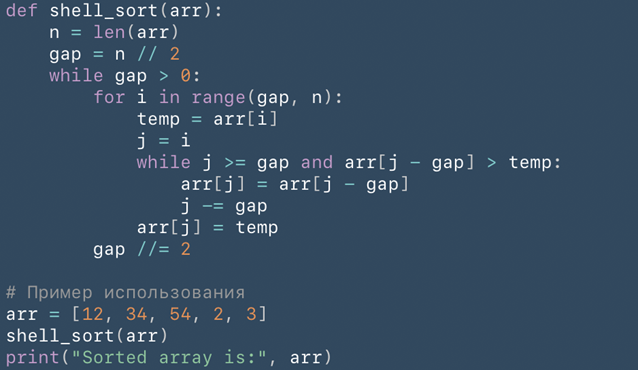 def shell_sort(arr):
    n = len(arr)
    gap = n // 2
    while gap > 0:
        for i in range(gap, n):
            temp = arr[i]
            j = i
            while j >= gap and arr[j - gap] > temp:
                arr[j] = arr[j - gap]
                j -= gap
            arr[j] = temp
        gap //= 2

# Пример использования
arr = [12, 34, 54, 2, 3]
shell_sort(arr)
print("Sorted array is:", arr)